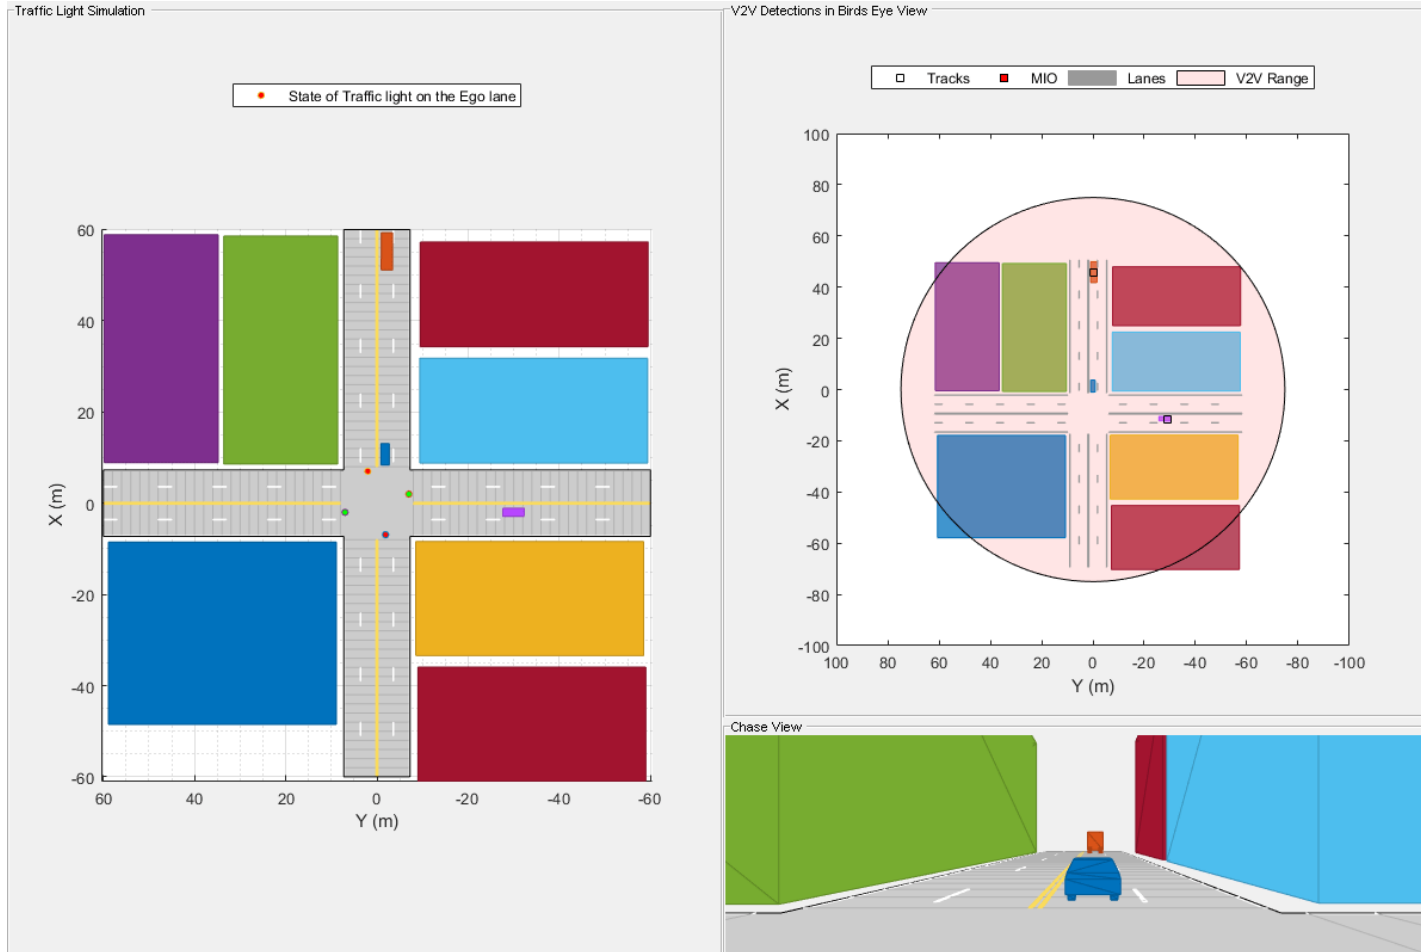 Traffic Light Simulation
State of Traffic light on the Ego lane
60
40
20
0
-20
-40
-60
X (m)
60 40 20 0 -20 -40 -60
Y (m)
V2V Detections in Birds Eye View
Tracks MIO Lanes V2V Range
100
80
60
40
20
0
-20
-40
-60
-80
-100
X (m)
100 80 60 40 20 0 -20 -40 -60 -80 -100
Y (m)
Chase View